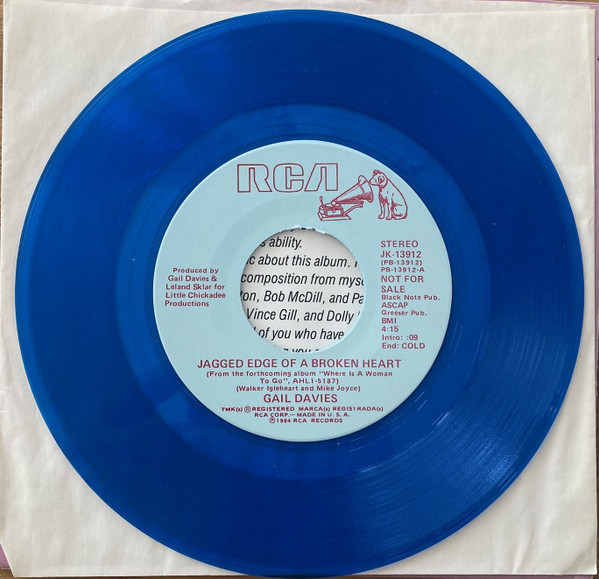 RCA
Produced by
Gail Davies &
Leland Sklar for
Little Chickadee
Productions
STEREO
JK-13912
(PB-13912)
PB-13912-A
NOT FOR
SALE
Black Note Pub.
ASCAP
Greeser Pub.
BMI
4:15
Intro: :09
End: COLD
s ability.
c about this album.
composition from myse
on, Bob McDill, and Pa
Vince Gill, and Dolly
of you who have
you
JAGGED EDGE OF A BROKEN HEART
(From the forthcoming album "Where Is A Woman
To Go", AHL1-5187)
(Walker Igleheart and Mike Joyce)
GAIL DAVIES
TMK(s) ® REGISTERED MARCA(s) REGISTRADA(s)
RCA CORP.— MADE IN U.S.A.
℗ 1984 RCA RECORDS